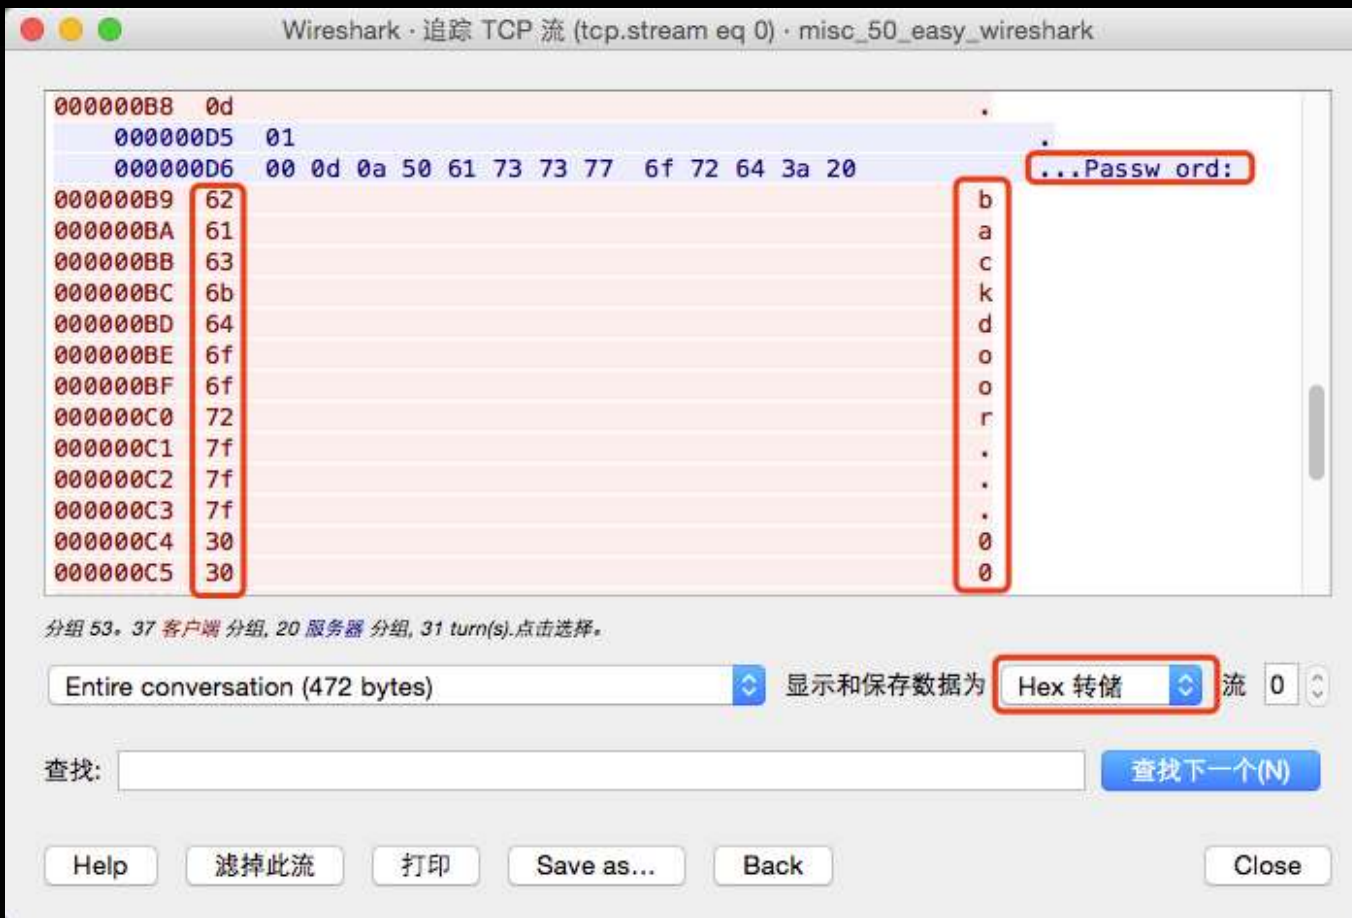 Wireshark · 追踪 TCP 流 (tcp.stream eq 0) · misc_50_easy_wireshark
000000B8 0d .
000000D5 01 .
000000D6 00 0d 0a 50 61 73 73 77 6f 72 64 3a 20 ...Passw ord:
000000B9 62 b
000000BA 61 a
000000BB 63 c
000000BC 6b k
000000BD 64 d
000000BE 6f o
000000BF 6f o
000000C0 72 r
000000C1 7f .
000000C2 7f .
000000C3 7f .
000000C4 30 0
000000C5 30 0
分组 53。37 客户端 分组, 20 服务器 分组, 31 turn(s).点击选择。
Entire conversation (472 bytes) 显示和保存数据为 Hex 转储 流 0
查找: 查找下一个(N)
Help 滤掉此流 打印 Save as... Back Close